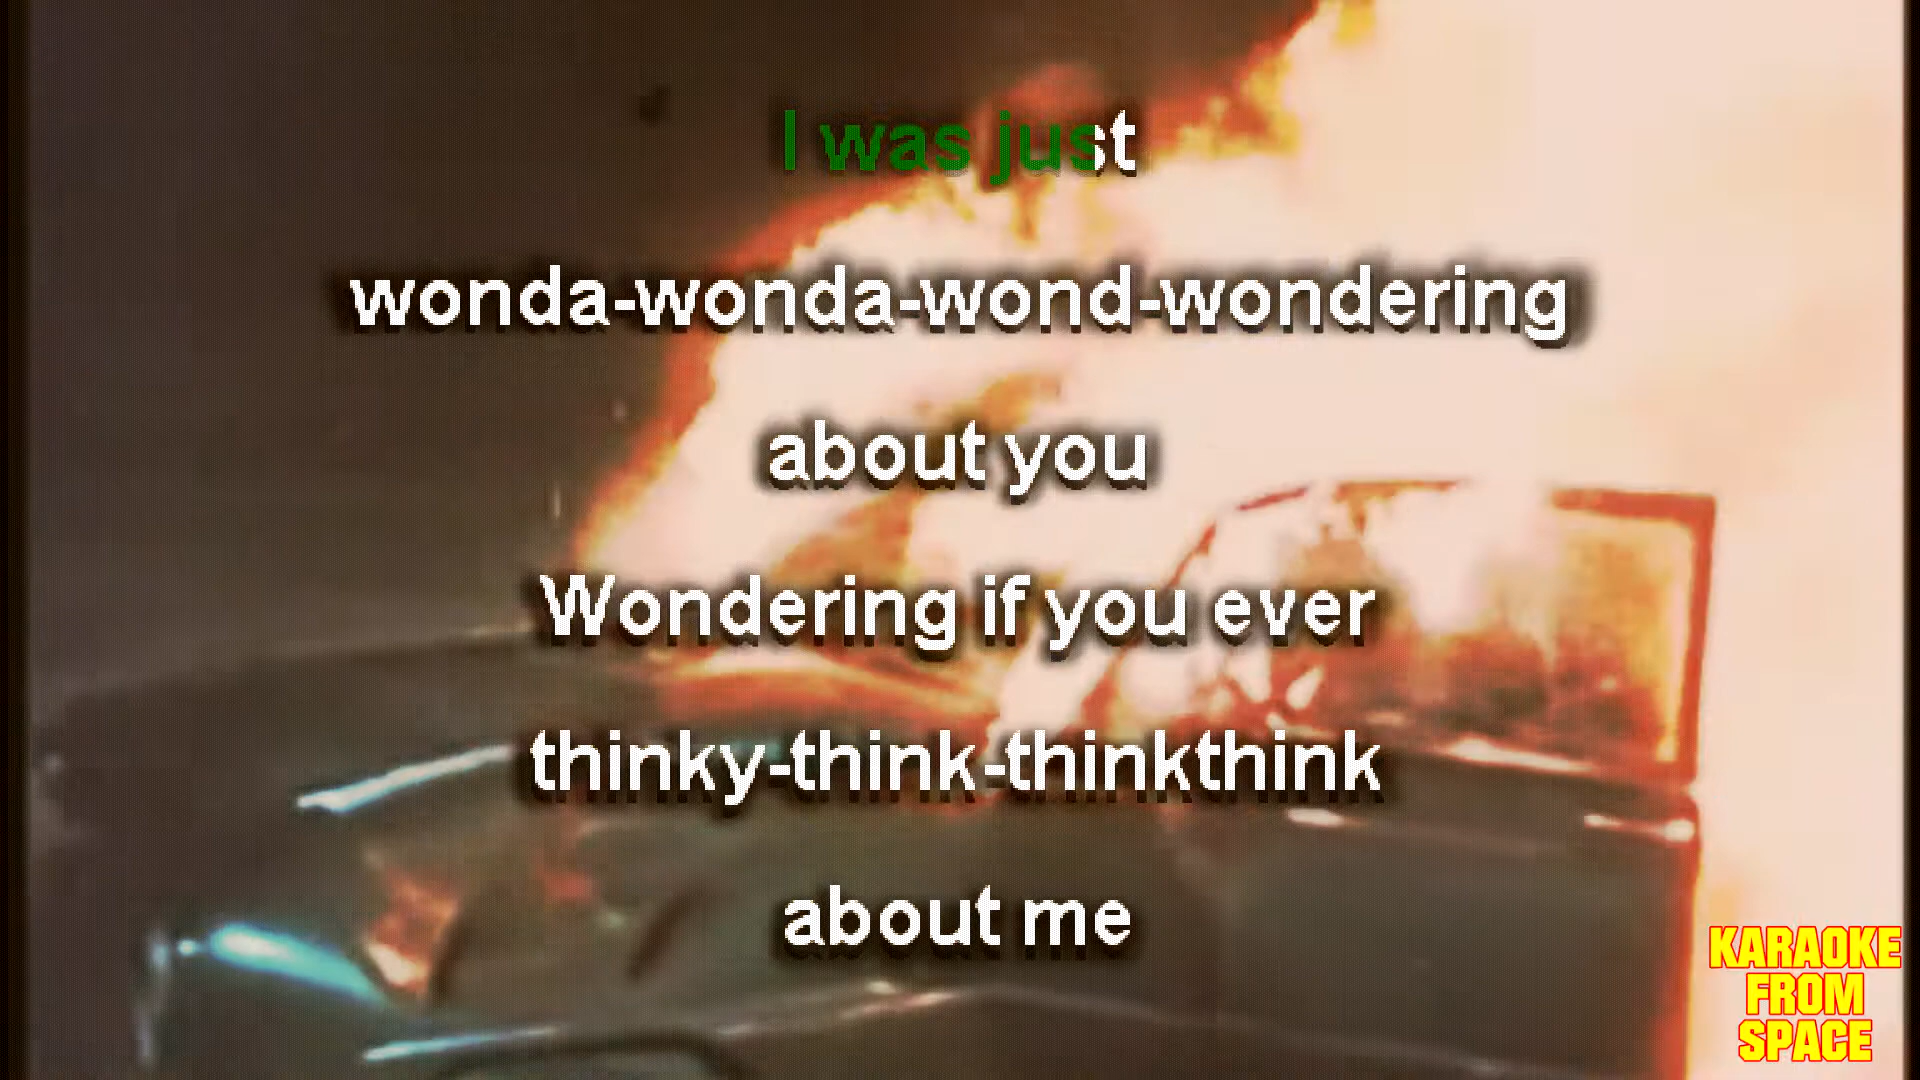 I was just
wonda-wonda-wond-wondering
about you
Wondering if you ever
thinky-think-thinkthink
about me
KARAOKE
FROM
SPACE